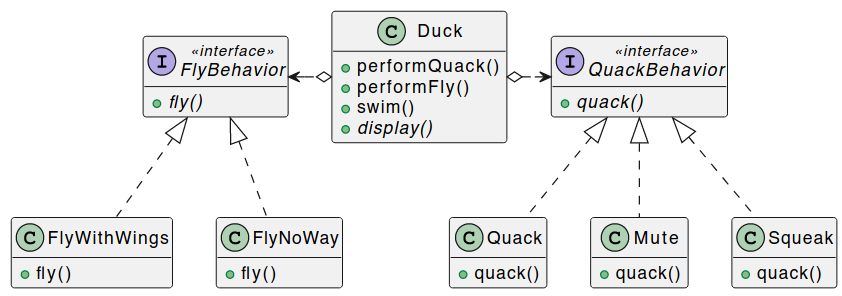 C Duck
performQuack()
performFly()
swim()
display()
I «interface»
FlyBehavior
fly()
I «interface»
QuackBehavior
quack()
C FlyWithWings
fly()
C FlyNoWay
fly()
C Quack
quack()
C Mute
quack()
C Squeak
quack()